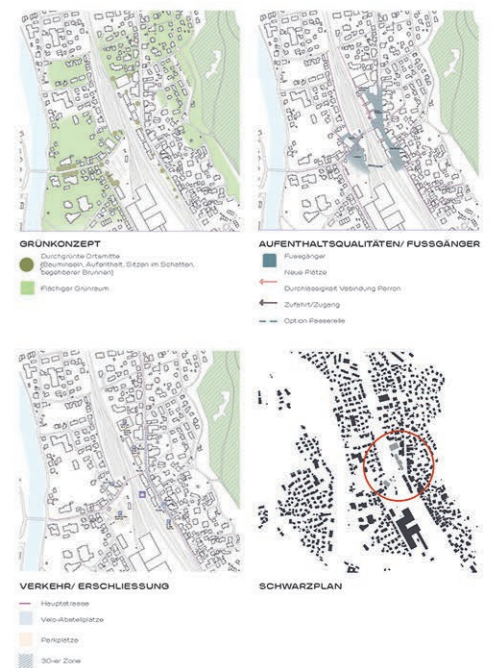 GRÜNKONZEPT
Durchgrünte Ortsmitte
(Bauminseln, Aufenthalt, Sitzen im Schatten,
begehbarer Brunnen)
Flächiger Grünraum
AUFENTHALTSQUALITÄTEN/ FUSSGÄNGER
Fussgänger
Neue Plätze
Durchlässigkeit Verbindung Perron
Zufahrt/Zugang
Option Passerelle
VERKEHR/ ERSCHLIESSUNG
Hauptstrasse
Velo-Abstellplätze
Parkplätze
30-er Zone
SCHWARZPLAN